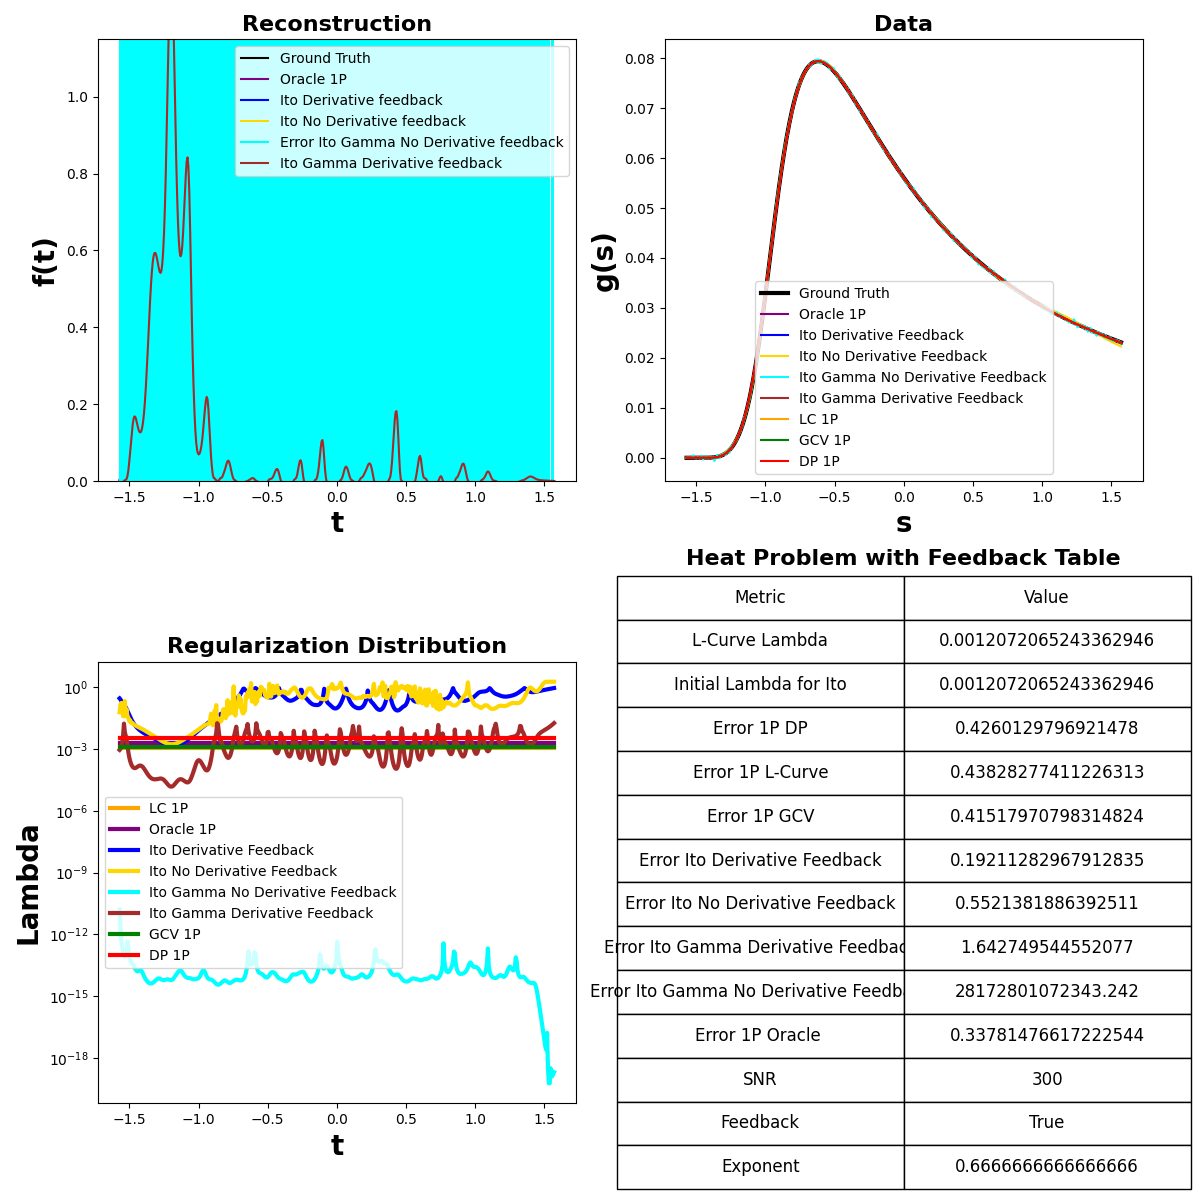 Reconstruction
1.0
0.8
0.6
0.4
0.2
0.0
f(t)
Ground Truth
Oracle 1P
Ito Derivative feedback
Ito No Derivative feedback
Error Ito Gamma No Derivative feedback
Ito Gamma Derivative feedback
−1.5 −1.0 −0.5 0.0 0.5 1.0 1.5
t
Data
0.08
0.07
0.06
0.05
0.04
0.03
0.02
0.01
0.00
g(s)
Ground Truth
Oracle 1P
Ito Derivative Feedback
Ito No Derivative Feedback
Ito Gamma No Derivative Feedback
Ito Gamma Derivative Feedback
LC 1P
GCV 1P
DP 1P
−1.5 −1.0 −0.5 0.0 0.5 1.0 1.5
s
Regularization Distribution
10⁰
10⁻³
10⁻⁶
10⁻⁹
10⁻¹²
10⁻¹⁵
10⁻¹⁸
Lambda
LC 1P
Oracle 1P
Ito Derivative Feedback
Ito No Derivative Feedback
Ito Gamma No Derivative Feedback
Ito Gamma Derivative Feedback
GCV 1P
DP 1P
−1.5 −1.0 −0.5 0.0 0.5 1.0 1.5
t
Heat Problem with Feedback Table
Metric Value
L-Curve Lambda 0.0012072065243362946
Initial Lambda for Ito 0.0012072065243362946
Error 1P DP 0.4260129796921478
Error 1P L-Curve 0.43828277411226313
Error 1P GCV 0.41517970798314824
Error Ito Derivative Feedback 0.19211282967912835
Error Ito No Derivative Feedback 0.5521381886392511
Error Ito Gamma Derivative Feedbac 1.642749544552077
Error Ito Gamma No Derivative Feedb 28172801072343.242
Error 1P Oracle 0.33781476617222544
SNR 300
Feedback True
Exponent 0.6666666666666666